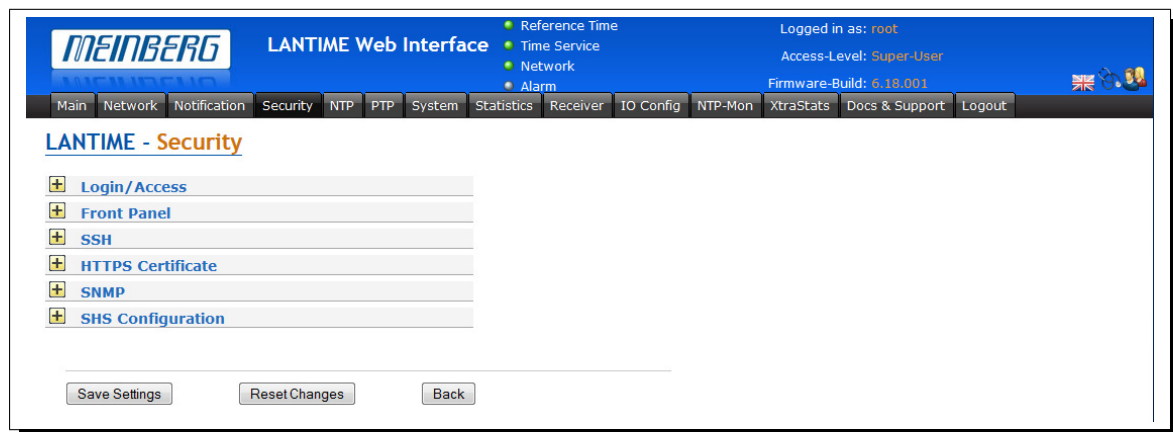 MEINBERG
LANTIME Web Interface
Reference Time
Time Service
Network
Alarm
Logged in as: root
Access-Level: Super-User
Firmware-Build: 6.18.001
Main Network Notification Security NTP PTP System Statistics Receiver IO Config NTP-Mon XtraStats Docs & Support Logout
LANTIME - Security
Login/Access
Front Panel
SSH
HTTPS Certificate
SNMP
SHS Configuration
Save Settings Reset Changes Back